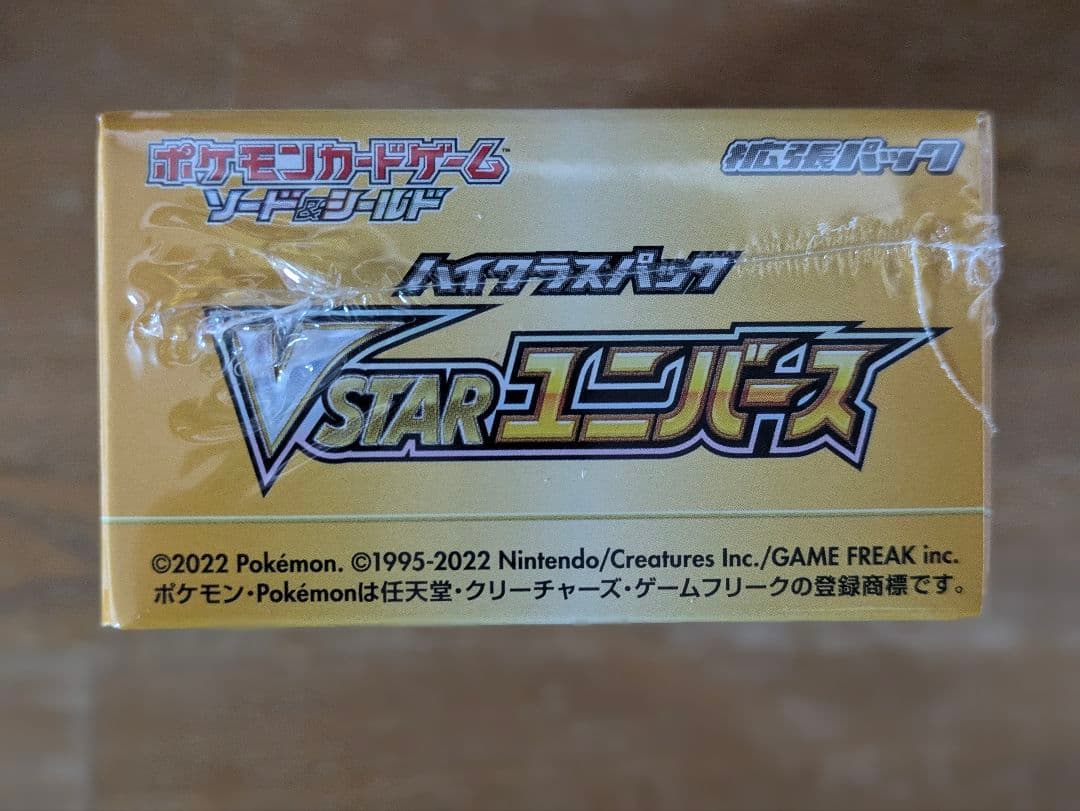 ポケモンカードゲーム™ 拡張パック
ソード&シールド
ハイクラスパック
VSTARユニバース
©2022 Pokémon. ©1995-2022 Nintendo/Creatures Inc./GAME FREAK inc.
ポケモン・Pokémonは任天堂・クリーチャーズ・ゲームフリークの登録商標です。